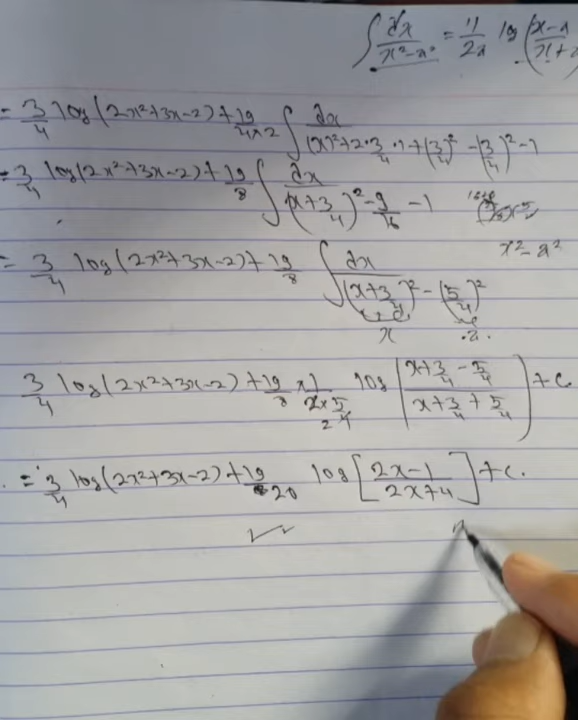 ∫ dx/(x²-a²) = 1/2a log (x-a/x+
= 3/4 log(2x²+3x-2) + 19/4×2 ∫ dx/((x)²+2·3/4·1+(3/4)²-(3/4)²-1
= 3/4 log(2x²+3x-2) + 19/8 ∫ dx/((x+3/4)²-9/16-1
x²-a²
= 3/4 log(2x²+3x-2) + 19/8 ∫ dx/((x+3/4)²-(5/4)²
x a
3/4 log(2x²+3x-2) + 19/8 × 1/(2×5/4) log (x+3/4-5/4 / x+3/4+5/4) + c
= 3/4 log(2x²+3x-2) + 19/20 log [2x-1/2x+4] + c.